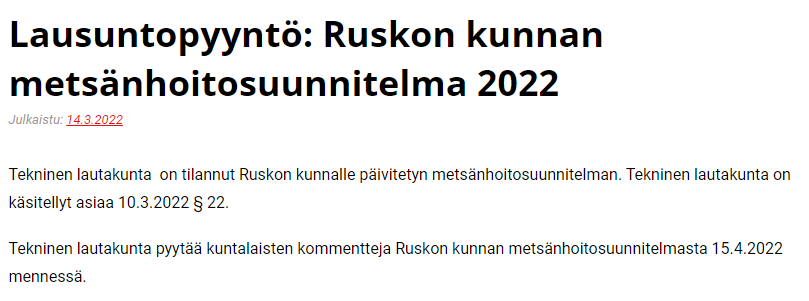 Lausuntopyyntö: Ruskon kunnan
metsänhoitosuunnitelma 2022
Julkaistu: 14.3.2022
Tekninen lautakunta  on tilannut Ruskon kunnalle päivitetyn metsänhoitosuunnitelman. Tekninen lautakunta on
käsitellyt asiaa 10.3.2022 § 22.
Tekninen lautakunta pyytää kuntalaisten kommentteja Ruskon kunnan metsänhoitosuunnitelmasta 15.4.2022
mennessä.